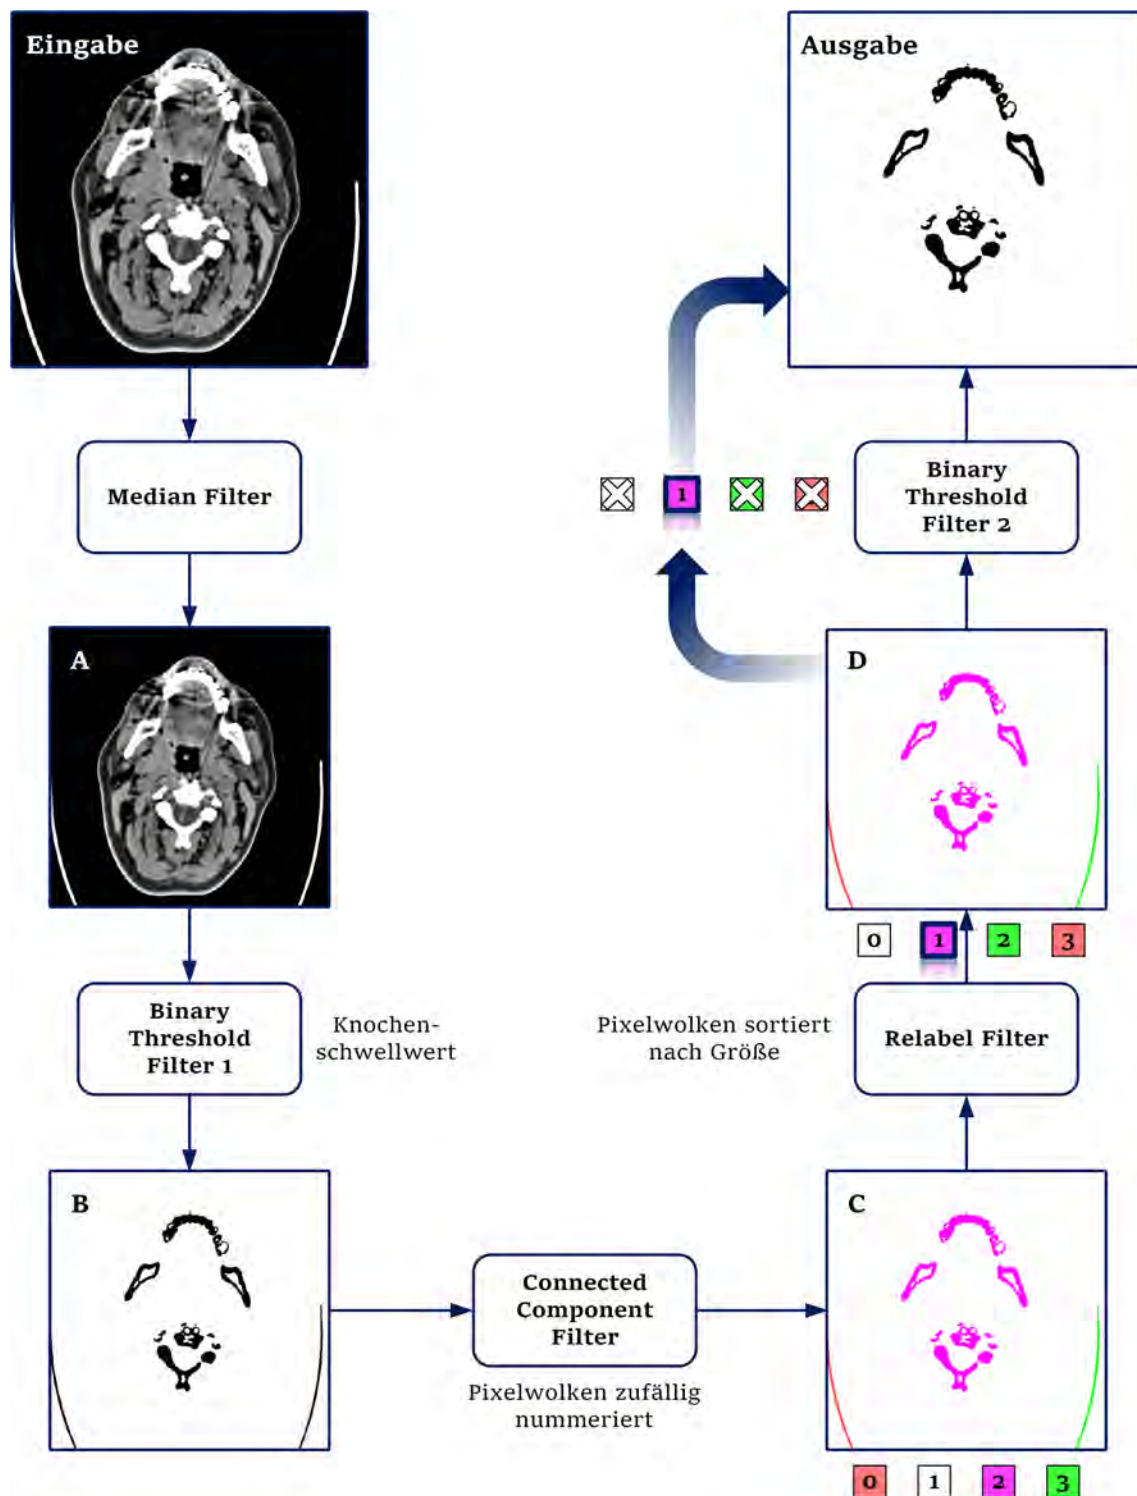 Eingabe
Median Filter
A
Binary
Threshold
Filter 1
Knochen-
schwellwert
B
Connected
Component
Filter
Pixelwolken zufällig
nummeriert
C
0 1 2 3
Relabel Filter
Pixelwolken sortiert
nach Größe
0 1 2 3
D
1
Binary
Threshold
Filter 2
Ausgabe